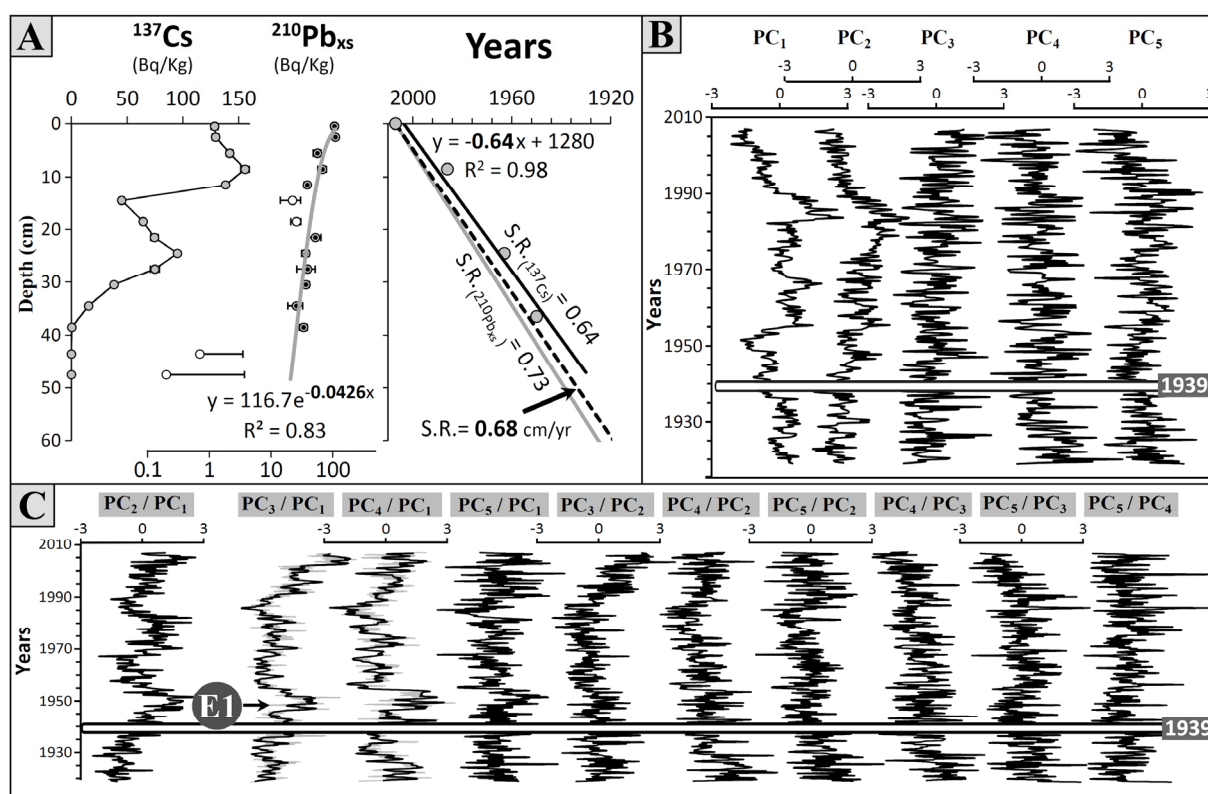 A
137Cs
(Bq/Kg)
210Pbxs
(Bq/Kg)
Years
0 50 100 150
2000 1960 1920
Depth (cm)
0
10
20
30
40
50
60
0.1 1 10 100
y = 116.7e-0.0426x
R² = 0.83
y = -0.64x + 1280
R² = 0.98
S.R.(137Cs) = 0.64
S.R.(210Pbxs) = 0.73
S.R.= 0.68 cm/yr
B
PC1 PC2 PC3 PC4 PC5
-3 0 3 -3 0 3
-3 0 3 -3 0 3 -3 0 3
Years
2010
1990
1970
1950
1930
1939
C
PC2 / PC1 PC3 / PC1 PC4 / PC1 PC5 / PC1 PC3 / PC2 PC4 / PC2 PC5 / PC2 PC4 / PC3 PC5 / PC3 PC5 / PC4
-3 0 3 -3 0 3 -3 0 3 -3 0 3 -3 0 3
Years
2010
1990
1970
1950
1930
E1
1939